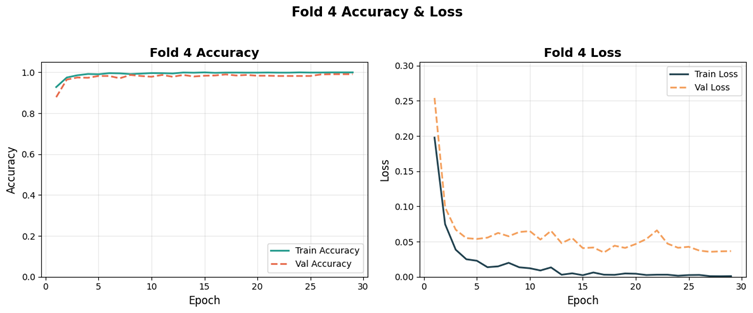 Fold 4 Accuracy & Loss
Fold 4 Accuracy
1.0
0.8
0.6
0.4
0.2
0.0
Accuracy
0 5 10 15 20 25 30
Epoch
Train Accuracy
Val Accuracy
Fold 4 Loss
0.30
0.25
0.20
0.15
0.10
0.05
0.00
Loss
0 5 10 15 20 25 30
Epoch
Train Loss
Val Loss